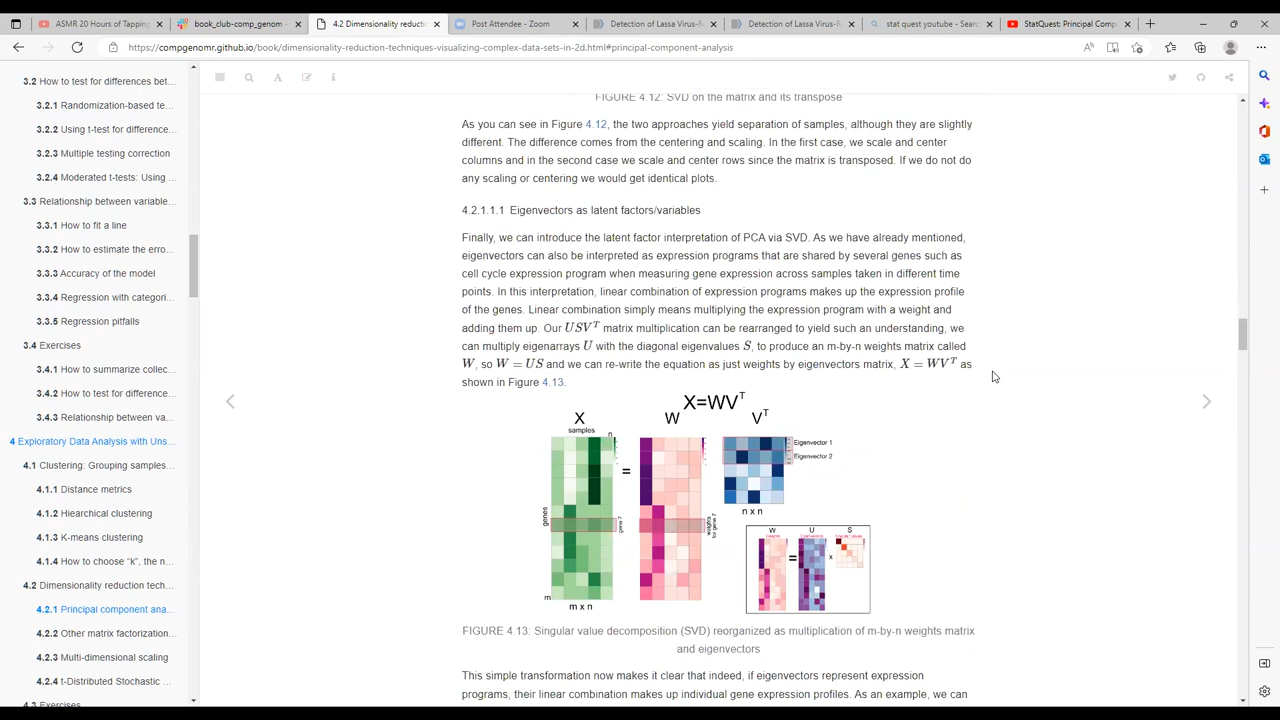 ASMR 20 Hours of Tapping
book_club-comp_genom
4.2 Dimensionality reducti
Post Attendee - Zoom
Detection of Lassa Virus-R
Detection of Lassa Virus-R
stat quest youtube - Searc
StatQuest: Principal Comp
https://compgenomr.github.io/book/dimensionality-reduction-techniques-visualizing-complex-data-sets-in-2d.html#principal-component-analysis
3.2 How to test for differences bet...
3.2.1 Randomization-based te...
3.2.2 Using t-test for difference...
3.2.3 Multiple testing correction
3.2.4 Moderated t-tests: Using ...
3.3 Relationship between variable...
3.3.1 How to fit a line
3.3.2 How to estimate the erro...
3.3.3 Accuracy of the model
3.3.4 Regression with categori...
3.3.5 Regression pitfalls
3.4 Exercises
3.4.1 How to summarize collec...
3.4.2 How to test for differenc...
3.4.3 Relationship between va...
4 Exploratory Data Analysis with Uns...
4.1 Clustering: Grouping samples...
4.1.1 Distance metrics
4.1.2 Hiearchical clustering
4.1.3 K-means clustering
4.1.4 How to choose “k”, the n...
4.2 Dimensionality reduction tech...
4.2.1 Principal component ana...
4.2.2 Other matrix factorization...
4.2.3 Multi-dimensional scaling
4.2.4 t-Distributed Stochastic ...
4.3 Exercises
FIGURE 4.12: SVD on the matrix and its transpose
As you can see in Figure 4.12, the two approaches yield separation of samples, although they are slightly
different. The difference comes from the centering and scaling. In the first case, we scale and center
columns and in the second case we scale and center rows since the matrix is transposed. If we do not do
any scaling or centering we would get identical plots.
4.2.1.1.1 Eigenvectors as latent factors/variables
Finally, we can introduce the latent factor interpretation of PCA via SVD. As we have already mentioned,
eigenvectors can also be interpreted as expression programs that are shared by several genes such as
cell cycle expression program when measuring gene expression across samples taken in different time
points. In this interpretation, linear combination of expression programs makes up the expression profile
of the genes. Linear combination simply means multiplying the expression program with a weight and
adding them up. Our USVᵀ matrix multiplication can be rearranged to yield such an understanding, we
can multiply eigenarrays U with the diagonal eigenvalues S, to produce an m-by-n weights matrix called
W, so W = US and we can re-write the equation as just weights by eigenvectors matrix, X = WVᵀ as
shown in Figure 4.13.
X=WVᵀ
X
W
Vᵀ
samples
n
Eigenvector 1
Eigenvector 2
=
genes
gene 7
weights for gene 7
n x n
W
U
S
Weights
Eigenvectors
Singular values
=
x
m
m x n
FIGURE 4.13: Singular value decomposition (SVD) reorganized as multiplication of m-by-n weights matrix
and eigenvectors
This simple transformation now makes it clear that indeed, if eigenvectors represent expression
programs, their linear combination makes up individual gene expression profiles. As an example, we can